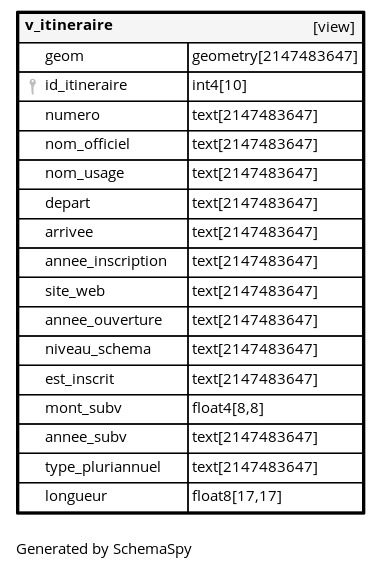 v_itineraire [view]
geom geometry[2147483647]
id_itineraire int4[10]
numero text[2147483647]
nom_officiel text[2147483647]
nom_usage text[2147483647]
depart text[2147483647]
arrivee text[2147483647]
annee_inscription text[2147483647]
site_web text[2147483647]
annee_ouverture text[2147483647]
niveau_schema text[2147483647]
est_inscrit text[2147483647]
mont_subv float4[8,8]
annee_subv text[2147483647]
type_pluriannuel text[2147483647]
longueur float8[17,17]
Generated by SchemaSpy